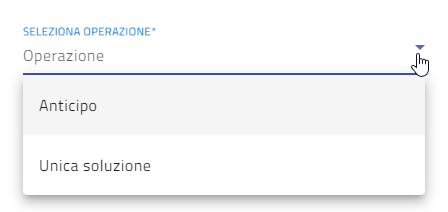 SELEZIONA OPERAZIONE*
Operazione
Anticipo
Unica soluzione